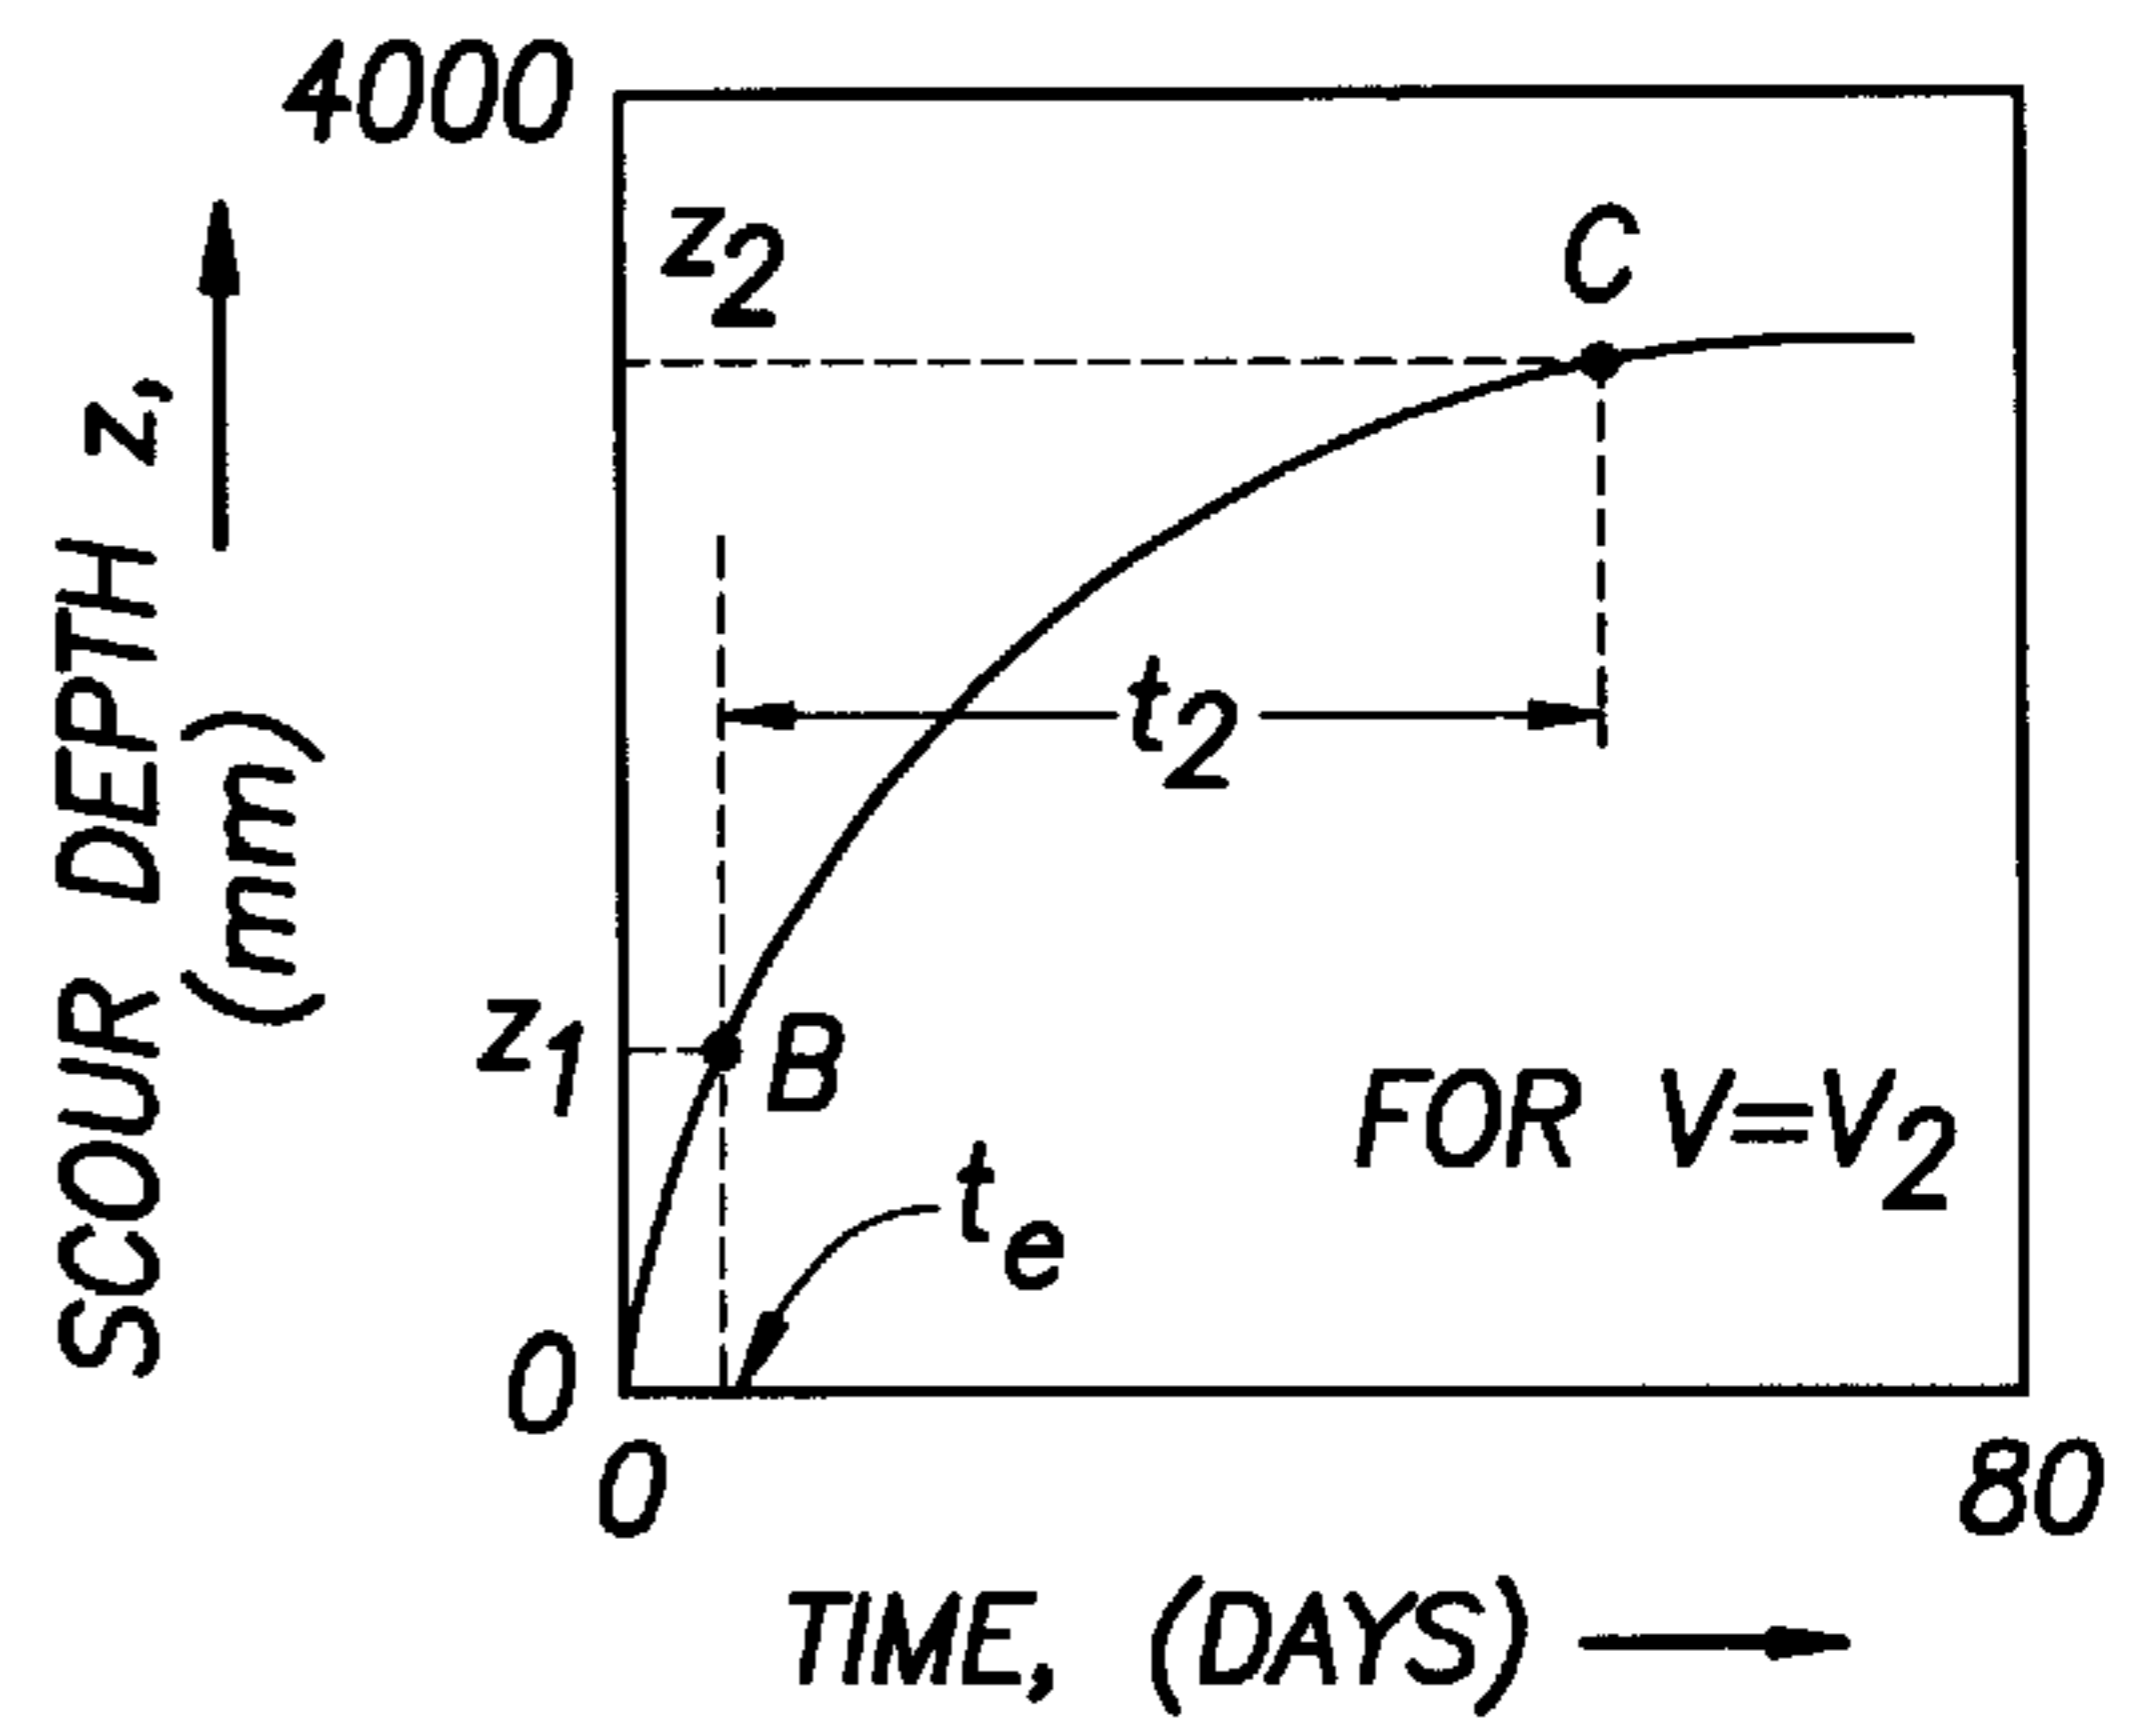 4000
z2
C
SCOUR DEPTH z,
(mm)
t2
z1
B
FOR V=V2
te
0
0
80
TIME, (DAYS)